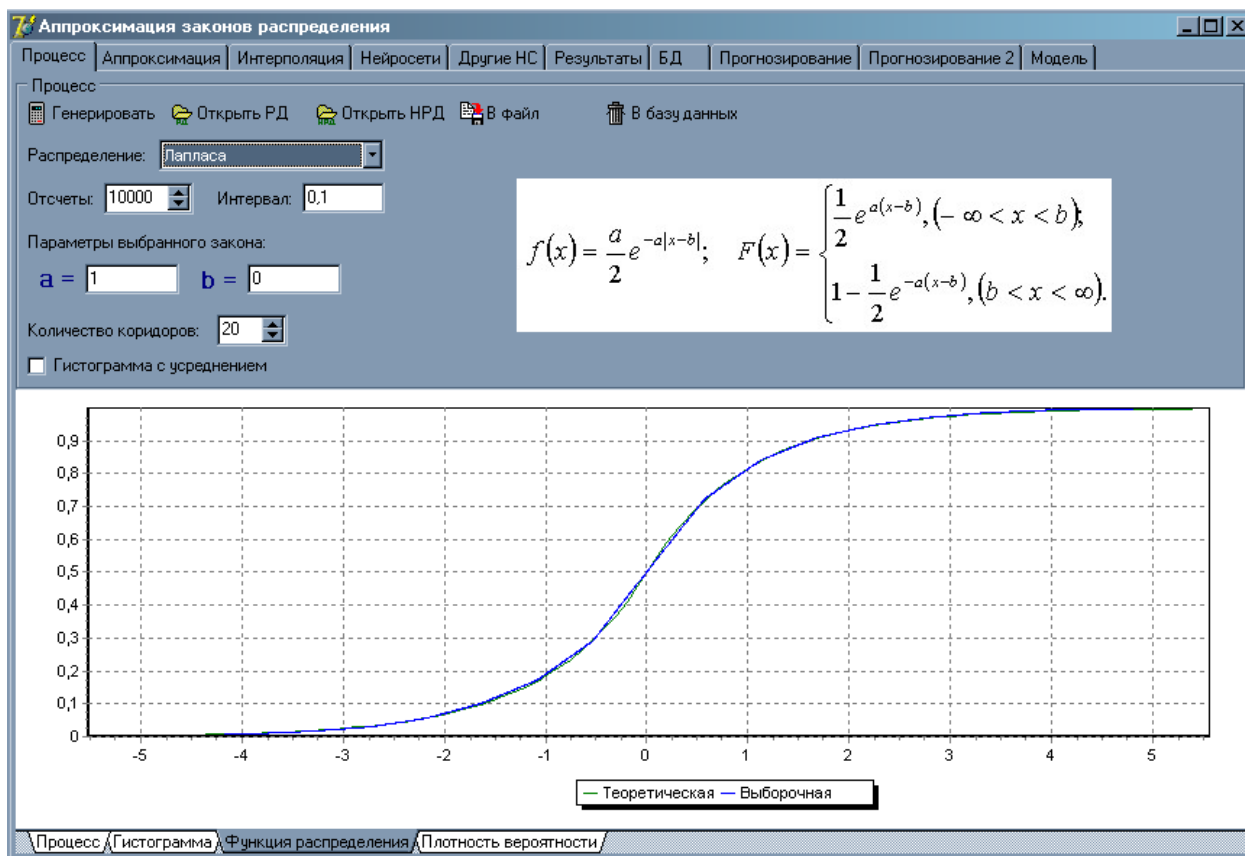 Аппроксимация законов распределения
Процесс Аппроксимация Интерполяция Нейросети Другие НС Результаты БД Прогнозирование Прогнозирование 2 Модель
Процесс
Генерировать Открыть РД Открыть НРД В файл В базу данных
Распределение: Лапласа
Отсчеты: 10000 Интервал: 0,1
Параметры выбранного закона:
a = 1 b = 0
Количество коридоров: 20
Гистограмма с усреднением
f(x) = a/2 e^{-a|x-b|}; F(x) = { 1/2 e^{a(x-b)}, (- ∞ < x < b);
1 - 1/2 e^{-a(x-b)}, (b < x < ∞).
0,9
0,8
0,7
0,6
0,5
0,4
0,3
0,2
0,1
0
-5 -4 -3 -2 -1 0 1 2 3 4 5
Теоретическая Выборочная
Процесс Гистограмма Функция распределения Плотность вероятности